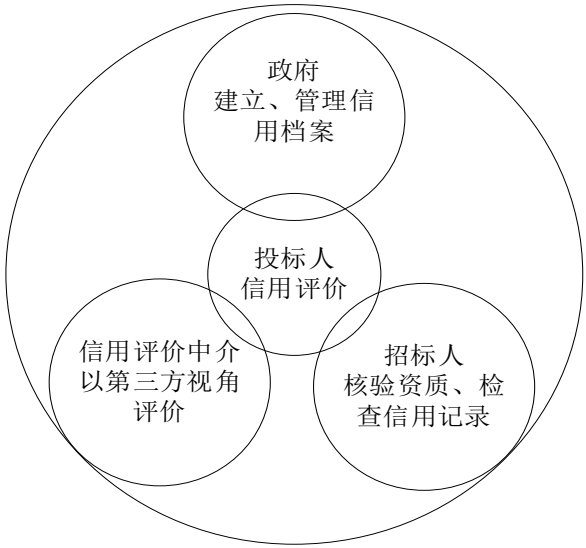 政府
建立、管理信
用档案
投标人
信用评价
信用评价中介
以第三方视角
评价
招标人
核验资质、检
查信用记录